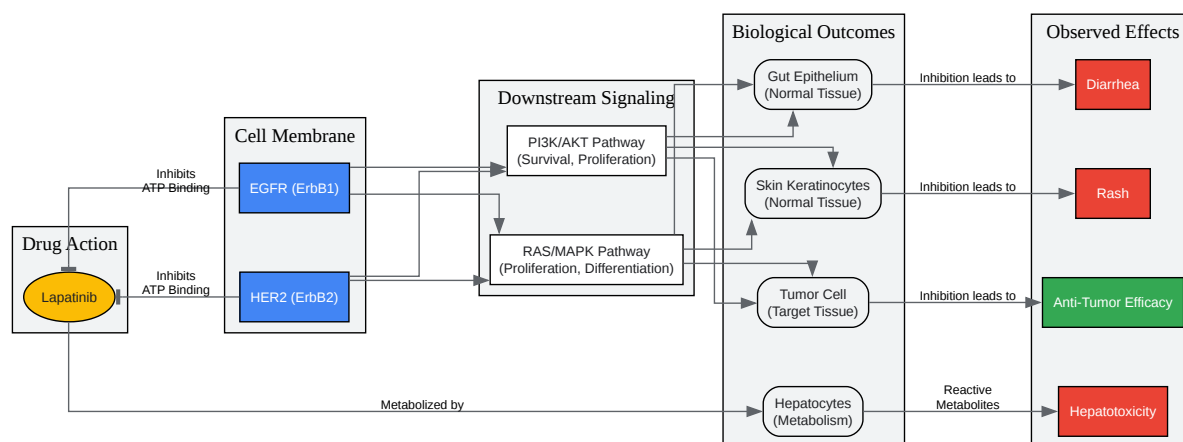 Biological Outcomes
Observed Effects
Gut Epithelium
(Normal Tissue)
Inhibition leads to
Diarrhea
Downstream Signaling
Cell Membrane
PI3K/AKT Pathway
(Survival, Proliferation)
Inhibits
ATP Binding
EGFR (ErbB1)
Skin Keratinocytes
(Normal Tissue)
Inhibition leads to
Rash
Drug Action
RAS/MAPK Pathway
(Proliferation, Differentiation)
Lapatinib
Inhibits
ATP Binding
HER2 (ErbB2)
Tumor Cell
(Target Tissue)
Inhibition leads to
Anti-Tumor Efficacy
Metabolized by
Hepatocytes
(Metabolism)
Reactive
Metabolites
Hepatotoxicity